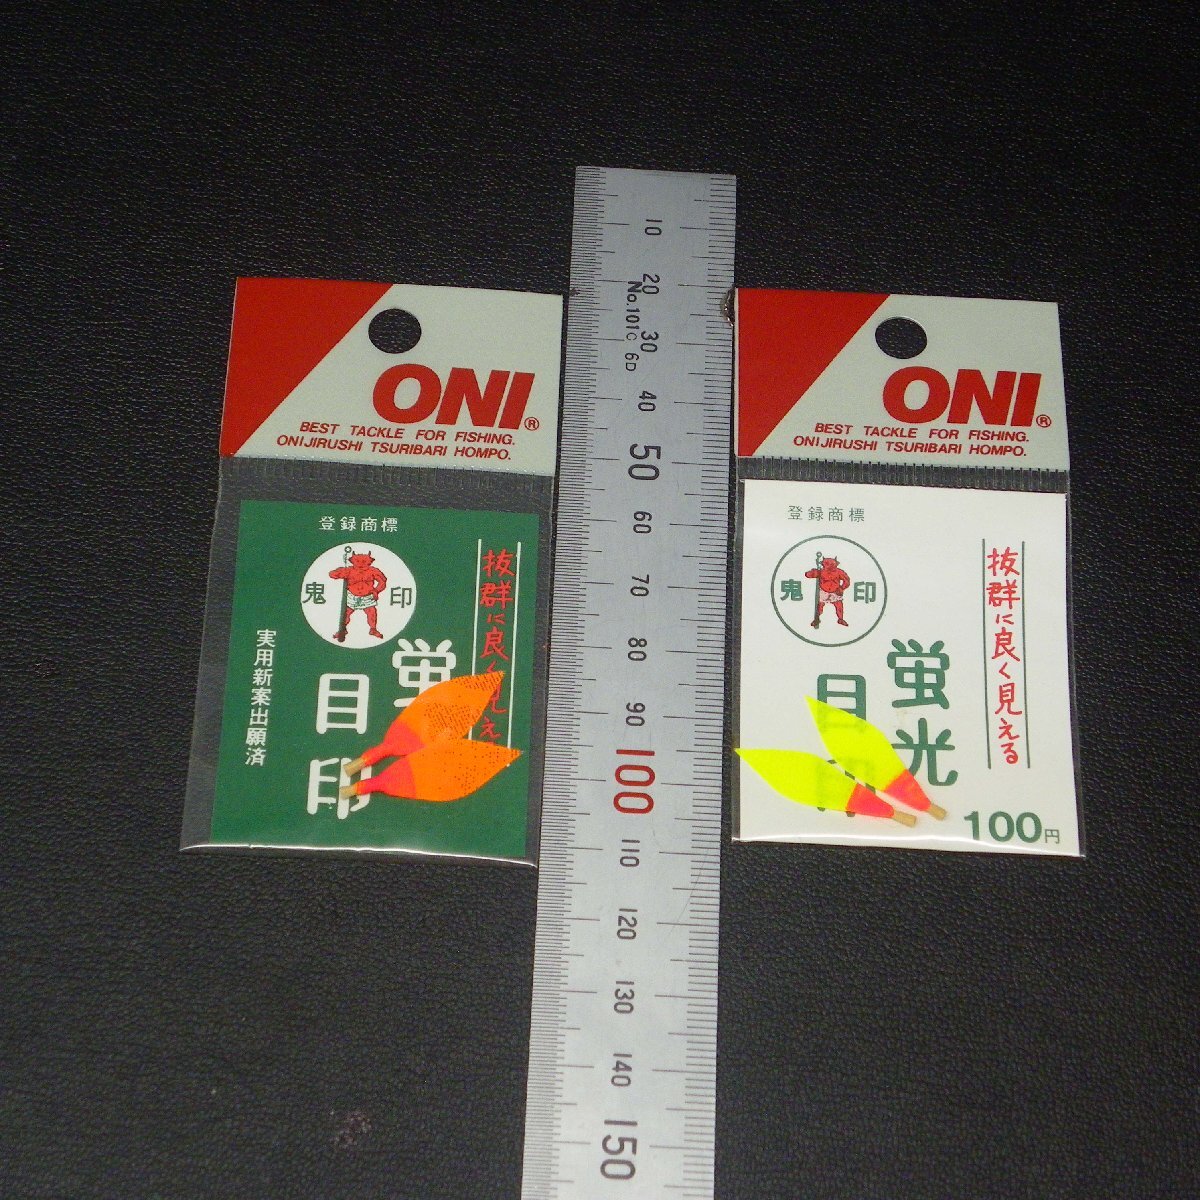 ONI®
BEST TACKLE FOR FISHING.
ONIJIRUSHI TSURIBARI HOMPO.
登録商標
鬼 印
抜群に良く見え
蛍
目印
実用新案出願済
10
20
No.101C 6D
30
40
50
60
70
80
90
100
110
120
130
140
150
ONI®
BEST TACKLE FOR FISHING.
ONIJIRUSHI TSURIBARI HOMPO.
登録商標
鬼 印
抜群に良く見える
蛍光
目印
100円